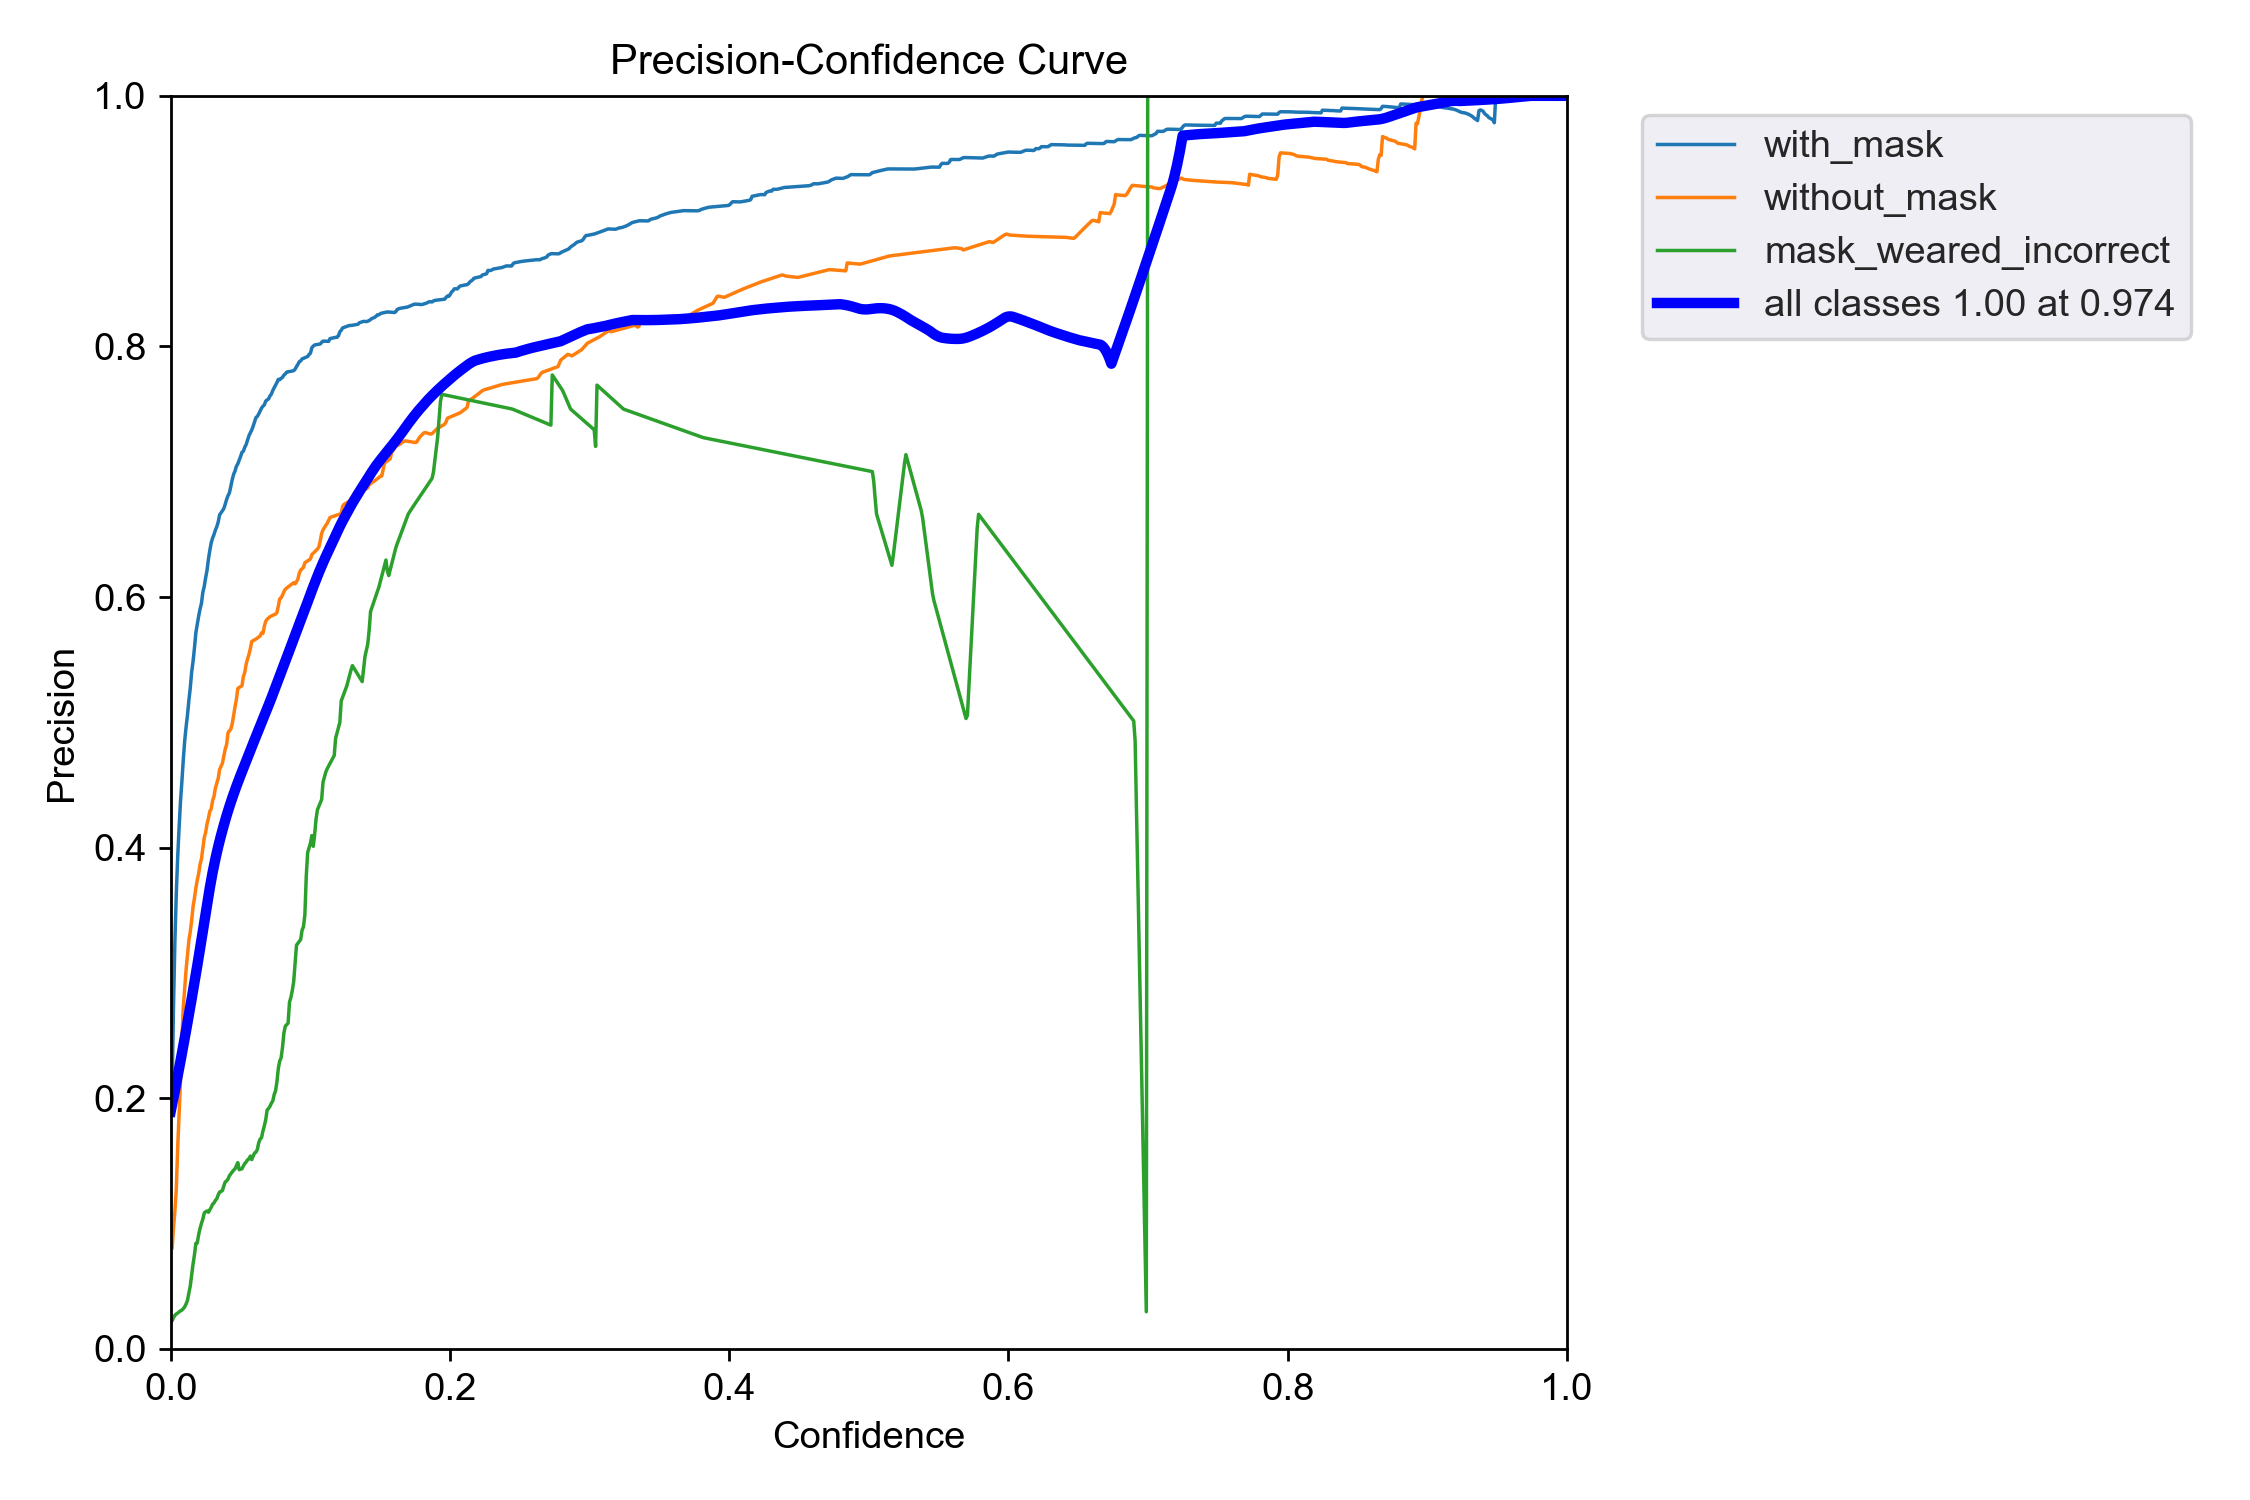 Precision-Confidence Curve
1.0
0.8
0.6
0.4
0.2
0.0
Precision
0.0 0.2 0.4 0.6 0.8 1.0
Confidence
with_mask
without_mask
mask_weared_incorrect
all classes 1.00 at 0.974